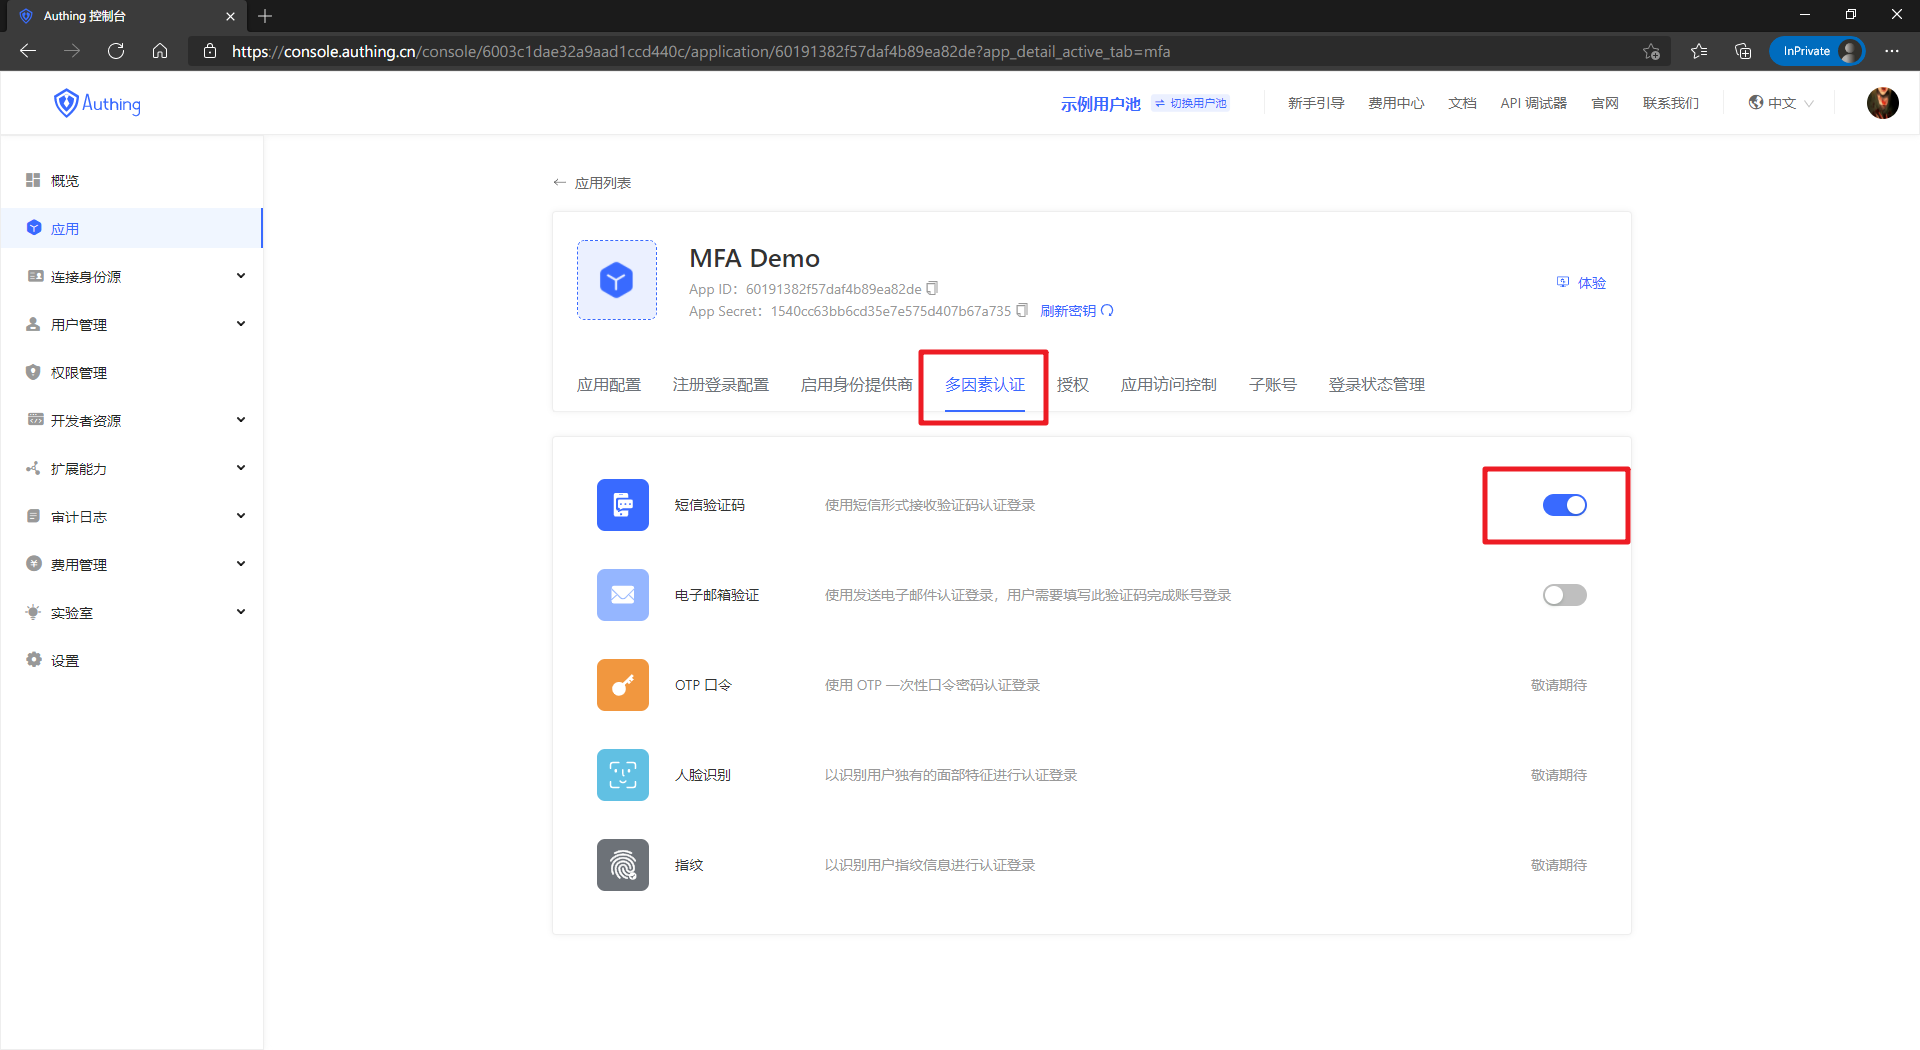 Authing 控制台
https://console.authing.cn/console/6003c1dae32a9aad1ccd440c/application/60191382f57daf4b89ea82de?app_detail_active_tab=mfa
InPrivate
Authing
示例用户池
切换用户池
新手引导
费用中心
文档
API 调试器
官网
联系我们
中文
概览
应用
连接身份源
用户管理
权限管理
开发者资源
扩展能力
审计日志
费用管理
实验室
设置
应用列表
MFA Demo
App ID：60191382f57daf4b89ea82de
App Secret：1540cc63bb6cd35e7e575d407b67a735 刷新密钥
体验
应用配置
注册登录配置
启用身份提供商
多因素认证
授权
应用访问控制
子账号
登录状态管理
短信验证码 使用短信形式接收验证码认证登录
电子邮箱验证 使用发送电子邮件认证登录，用户需要填写此验证码完成账号登录
OTP 口令 使用 OTP 一次性口令密码认证登录 敬请期待
人脸识别 以识别用户独有的面部特征进行认证登录 敬请期待
指纹 以识别用户指纹信息进行认证登录 敬请期待